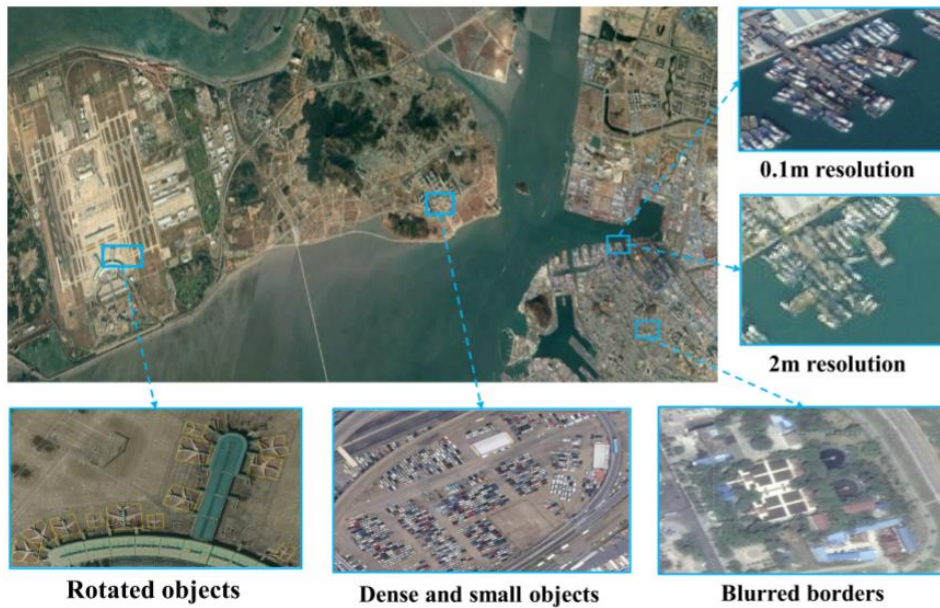 0.1m resolution
2m resolution
Rotated objects
Dense and small objects
Blurred borders